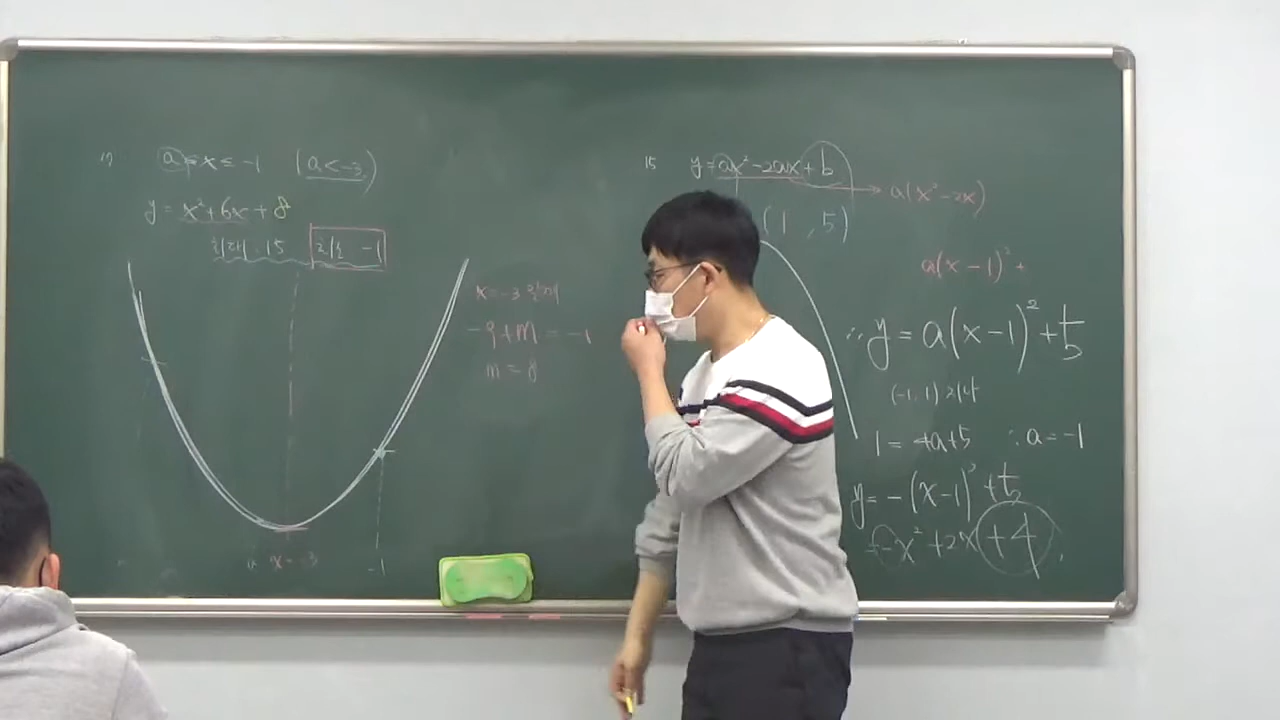 a ≤ x ≤ -1 (a < -3)
y = x² + 6x + 8
최대 15 최소 -1
x = -3 일때
-9 + m = -1
m = 8
x = -3
-1
15 y = ax² - 2ax + b
a(x² - 2x)
(1, 5)
a(x - 1)² +
∴ y = a(x - 1)² + 5
(-1, 1) 대입
1 = 4a + 5 ∴ a = -1
y = -(x - 1)² + 5
= -x² + 2x + 4